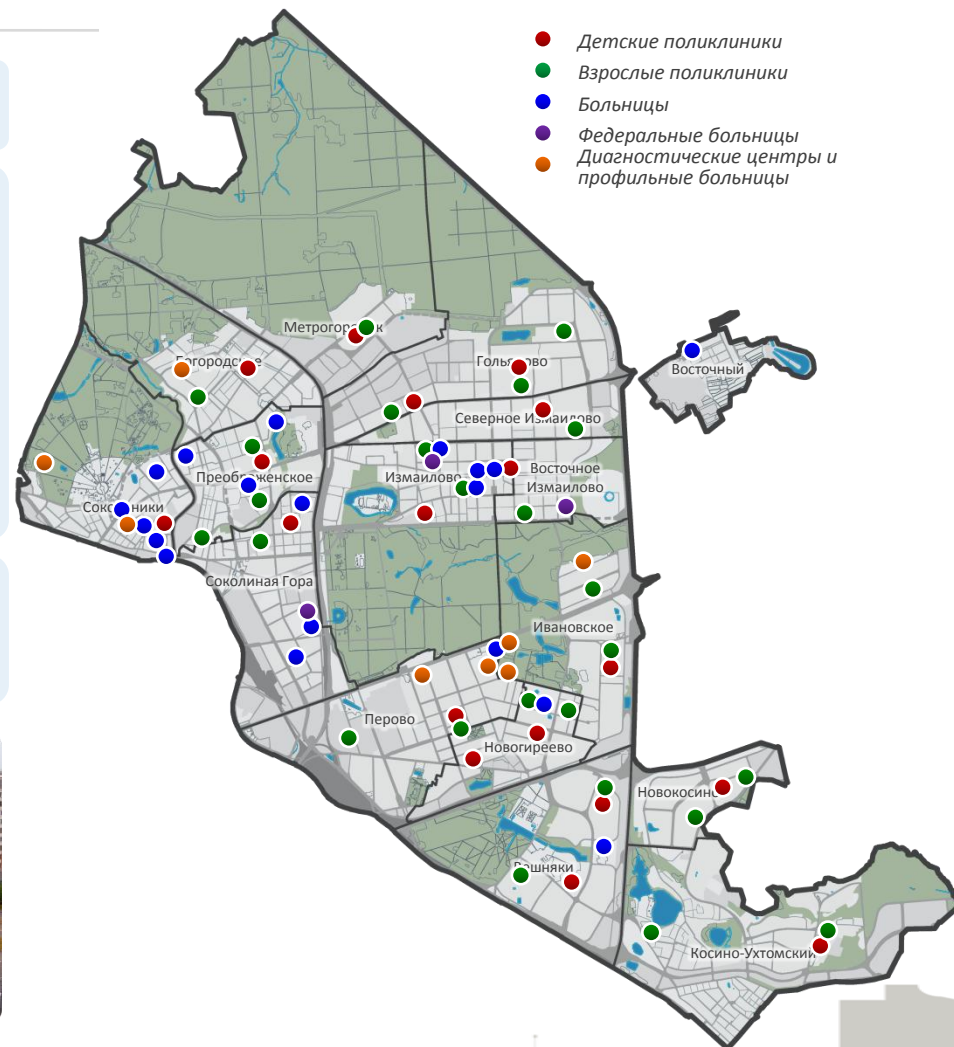 Детские поликлиники
Взрослые поликлиники
Больницы
Федеральные больницы
Диагностические центры и
профильные больницы
Метрогородок
Богородское
Гольяново
Восточный
Северное Измайлово
Преображенское
Измайлово
Восточное
Измайлово
Сокольники
Соколиная Гора
Ивановское
Перово
Новогиреево
Новокосино
Вешняки
Косино-Ухтомский